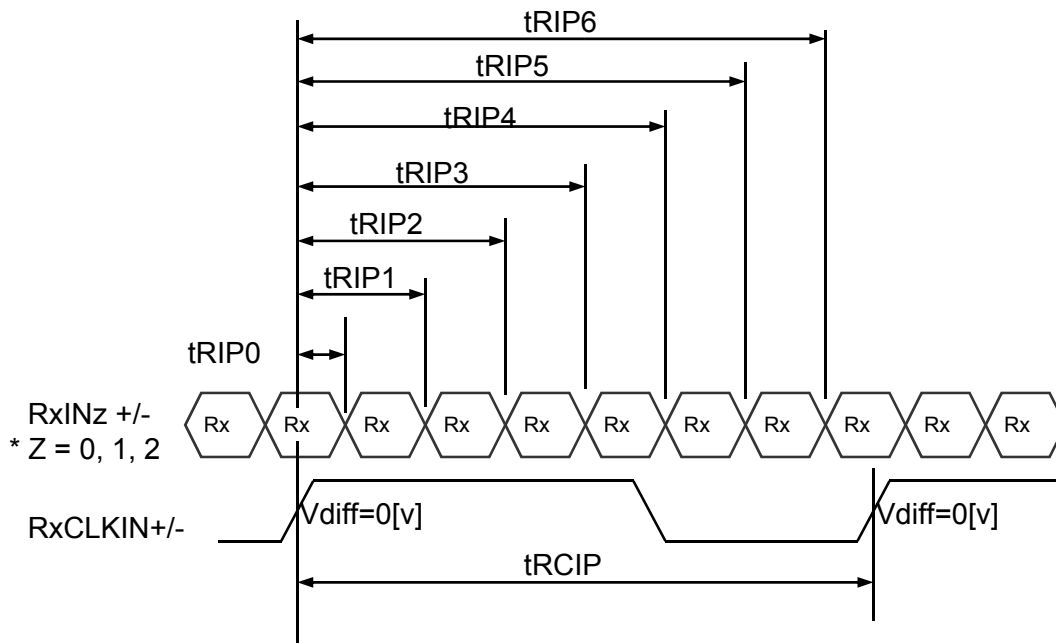 tRIP6
tRIP5
tRIP4
tRIP3
tRIP2
tRIP1
tRIP0
RxINz +/-
* Z = 0, 1, 2
Rx Rx Rx Rx Rx Rx Rx Rx Rx Rx Rx
RxCLKIN+/-
Vdiff=0[v] Vdiff=0[v]
tRCIP